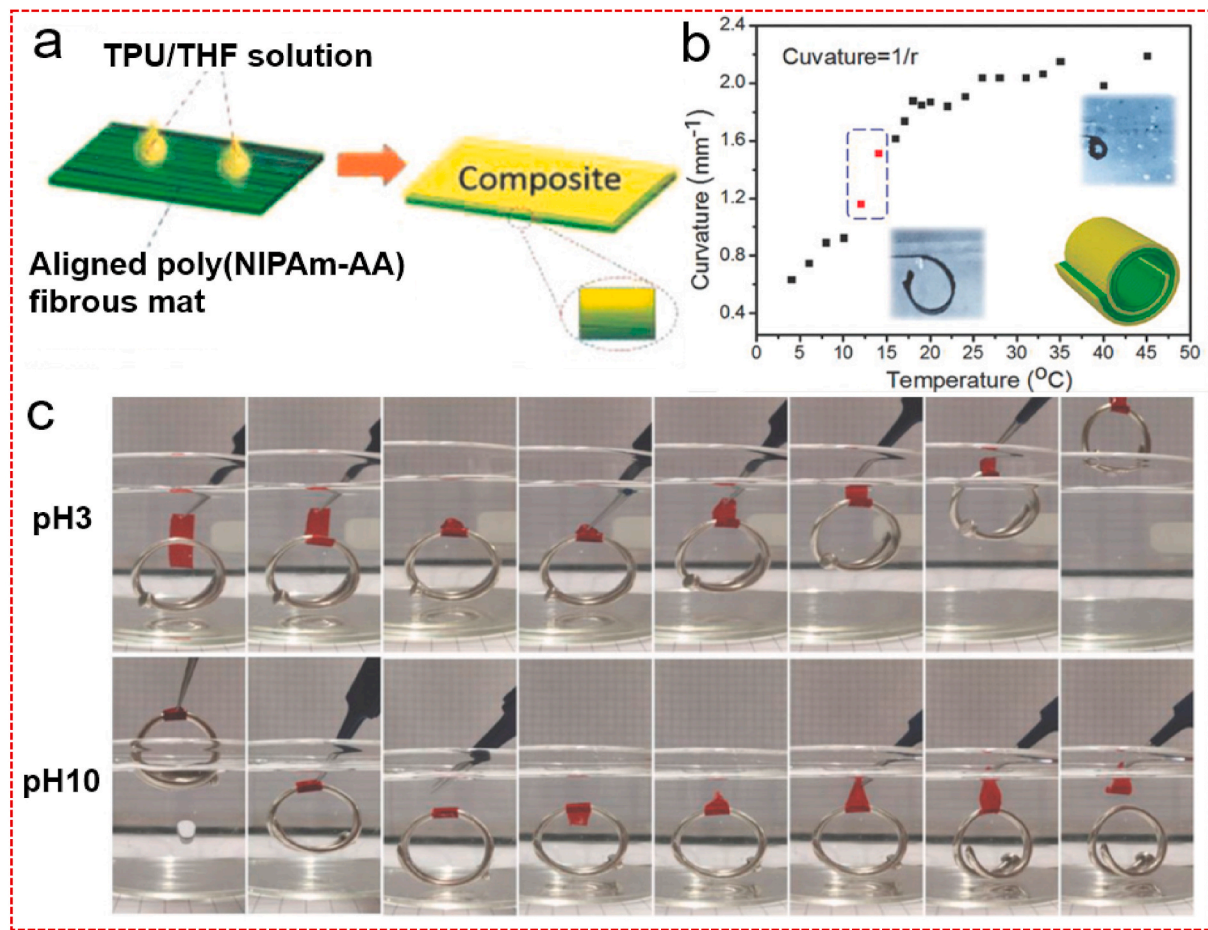 a
TPU/THF solution
Composite
Aligned poly(NIPAm-AA)
fibrous mat
b
Cuvature=1/r
Curvature (mm⁻¹)
2.4
2.0
1.6
1.2
0.8
0.4
0 5 10 15 20 25 30 35 40 45 50
Temperature (°C)
c
pH3
pH10